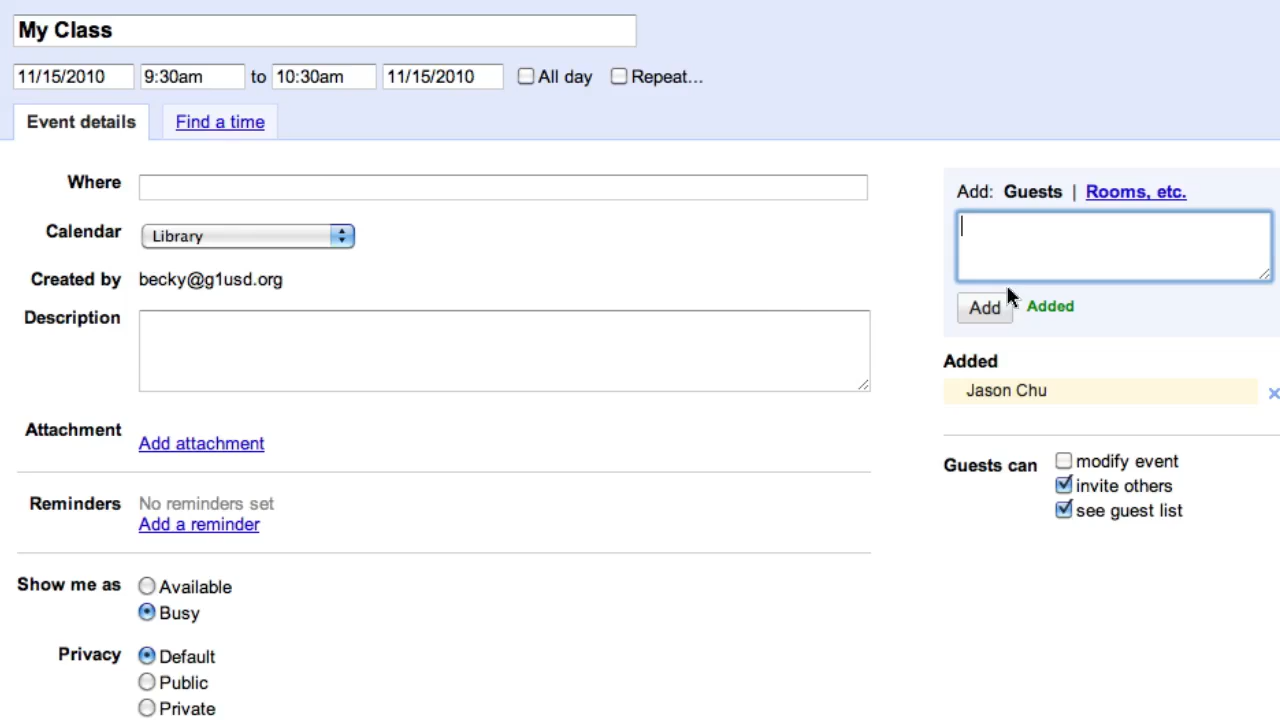 My Class
11/15/2010 9:30am to 10:30am 11/15/2010 All day Repeat...
Event details Find a time
Where
Calendar Library
Created by becky@g1usd.org
Description
Attachment Add attachment
Reminders No reminders set
Add a reminder
Show me as Available
Busy
Privacy Default
Public
Private
Add: Guests | Rooms, etc.
Add Added
Added
Jason Chu
Guests can modify event
invite others
see guest list